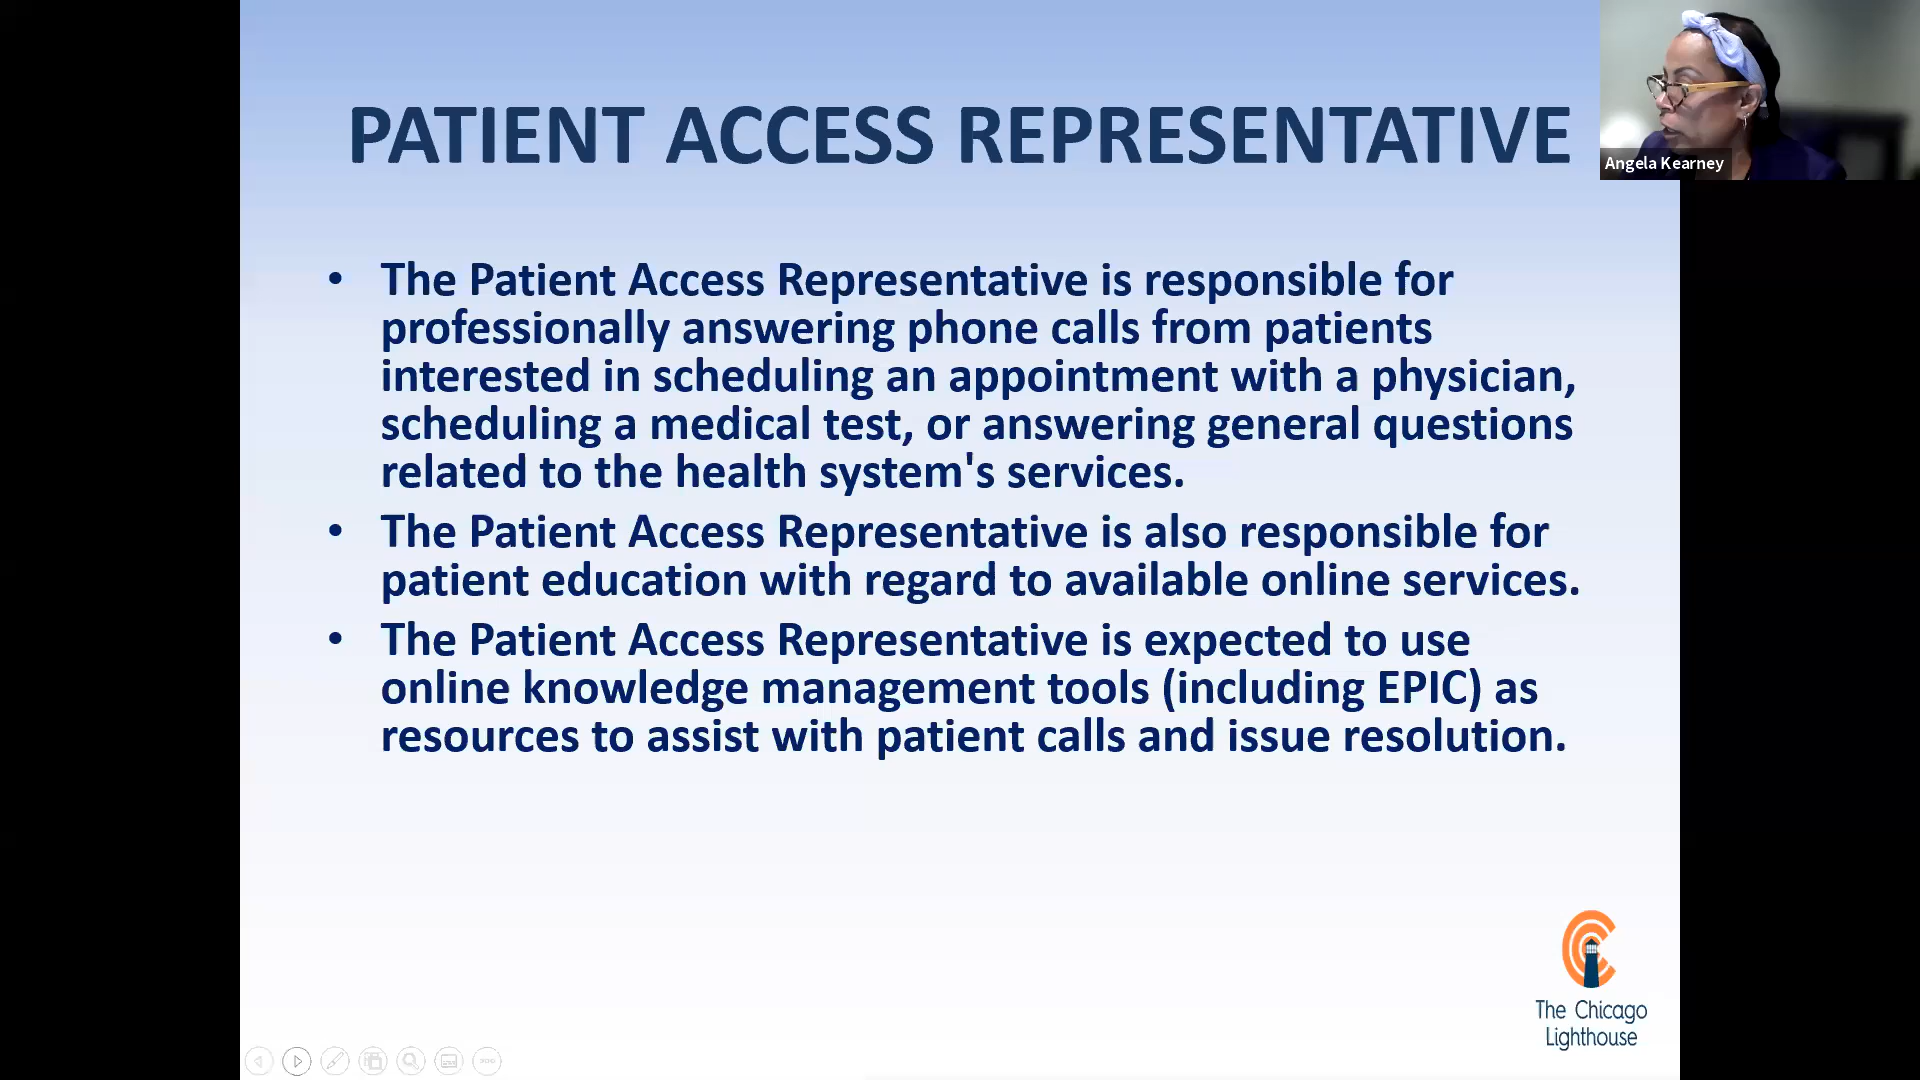 PATIENT ACCESS REPRESENTATIVE
Angela Kearney
• The Patient Access Representative is responsible for
professionally answering phone calls from patients
interested in scheduling an appointment with a physician,
scheduling a medical test, or answering general questions
related to the health system's services.
• The Patient Access Representative is also responsible for
patient education with regard to available online services.
• The Patient Access Representative is expected to use
online knowledge management tools (including EPIC) as
resources to assist with patient calls and issue resolution.
The Chicago
Lighthouse